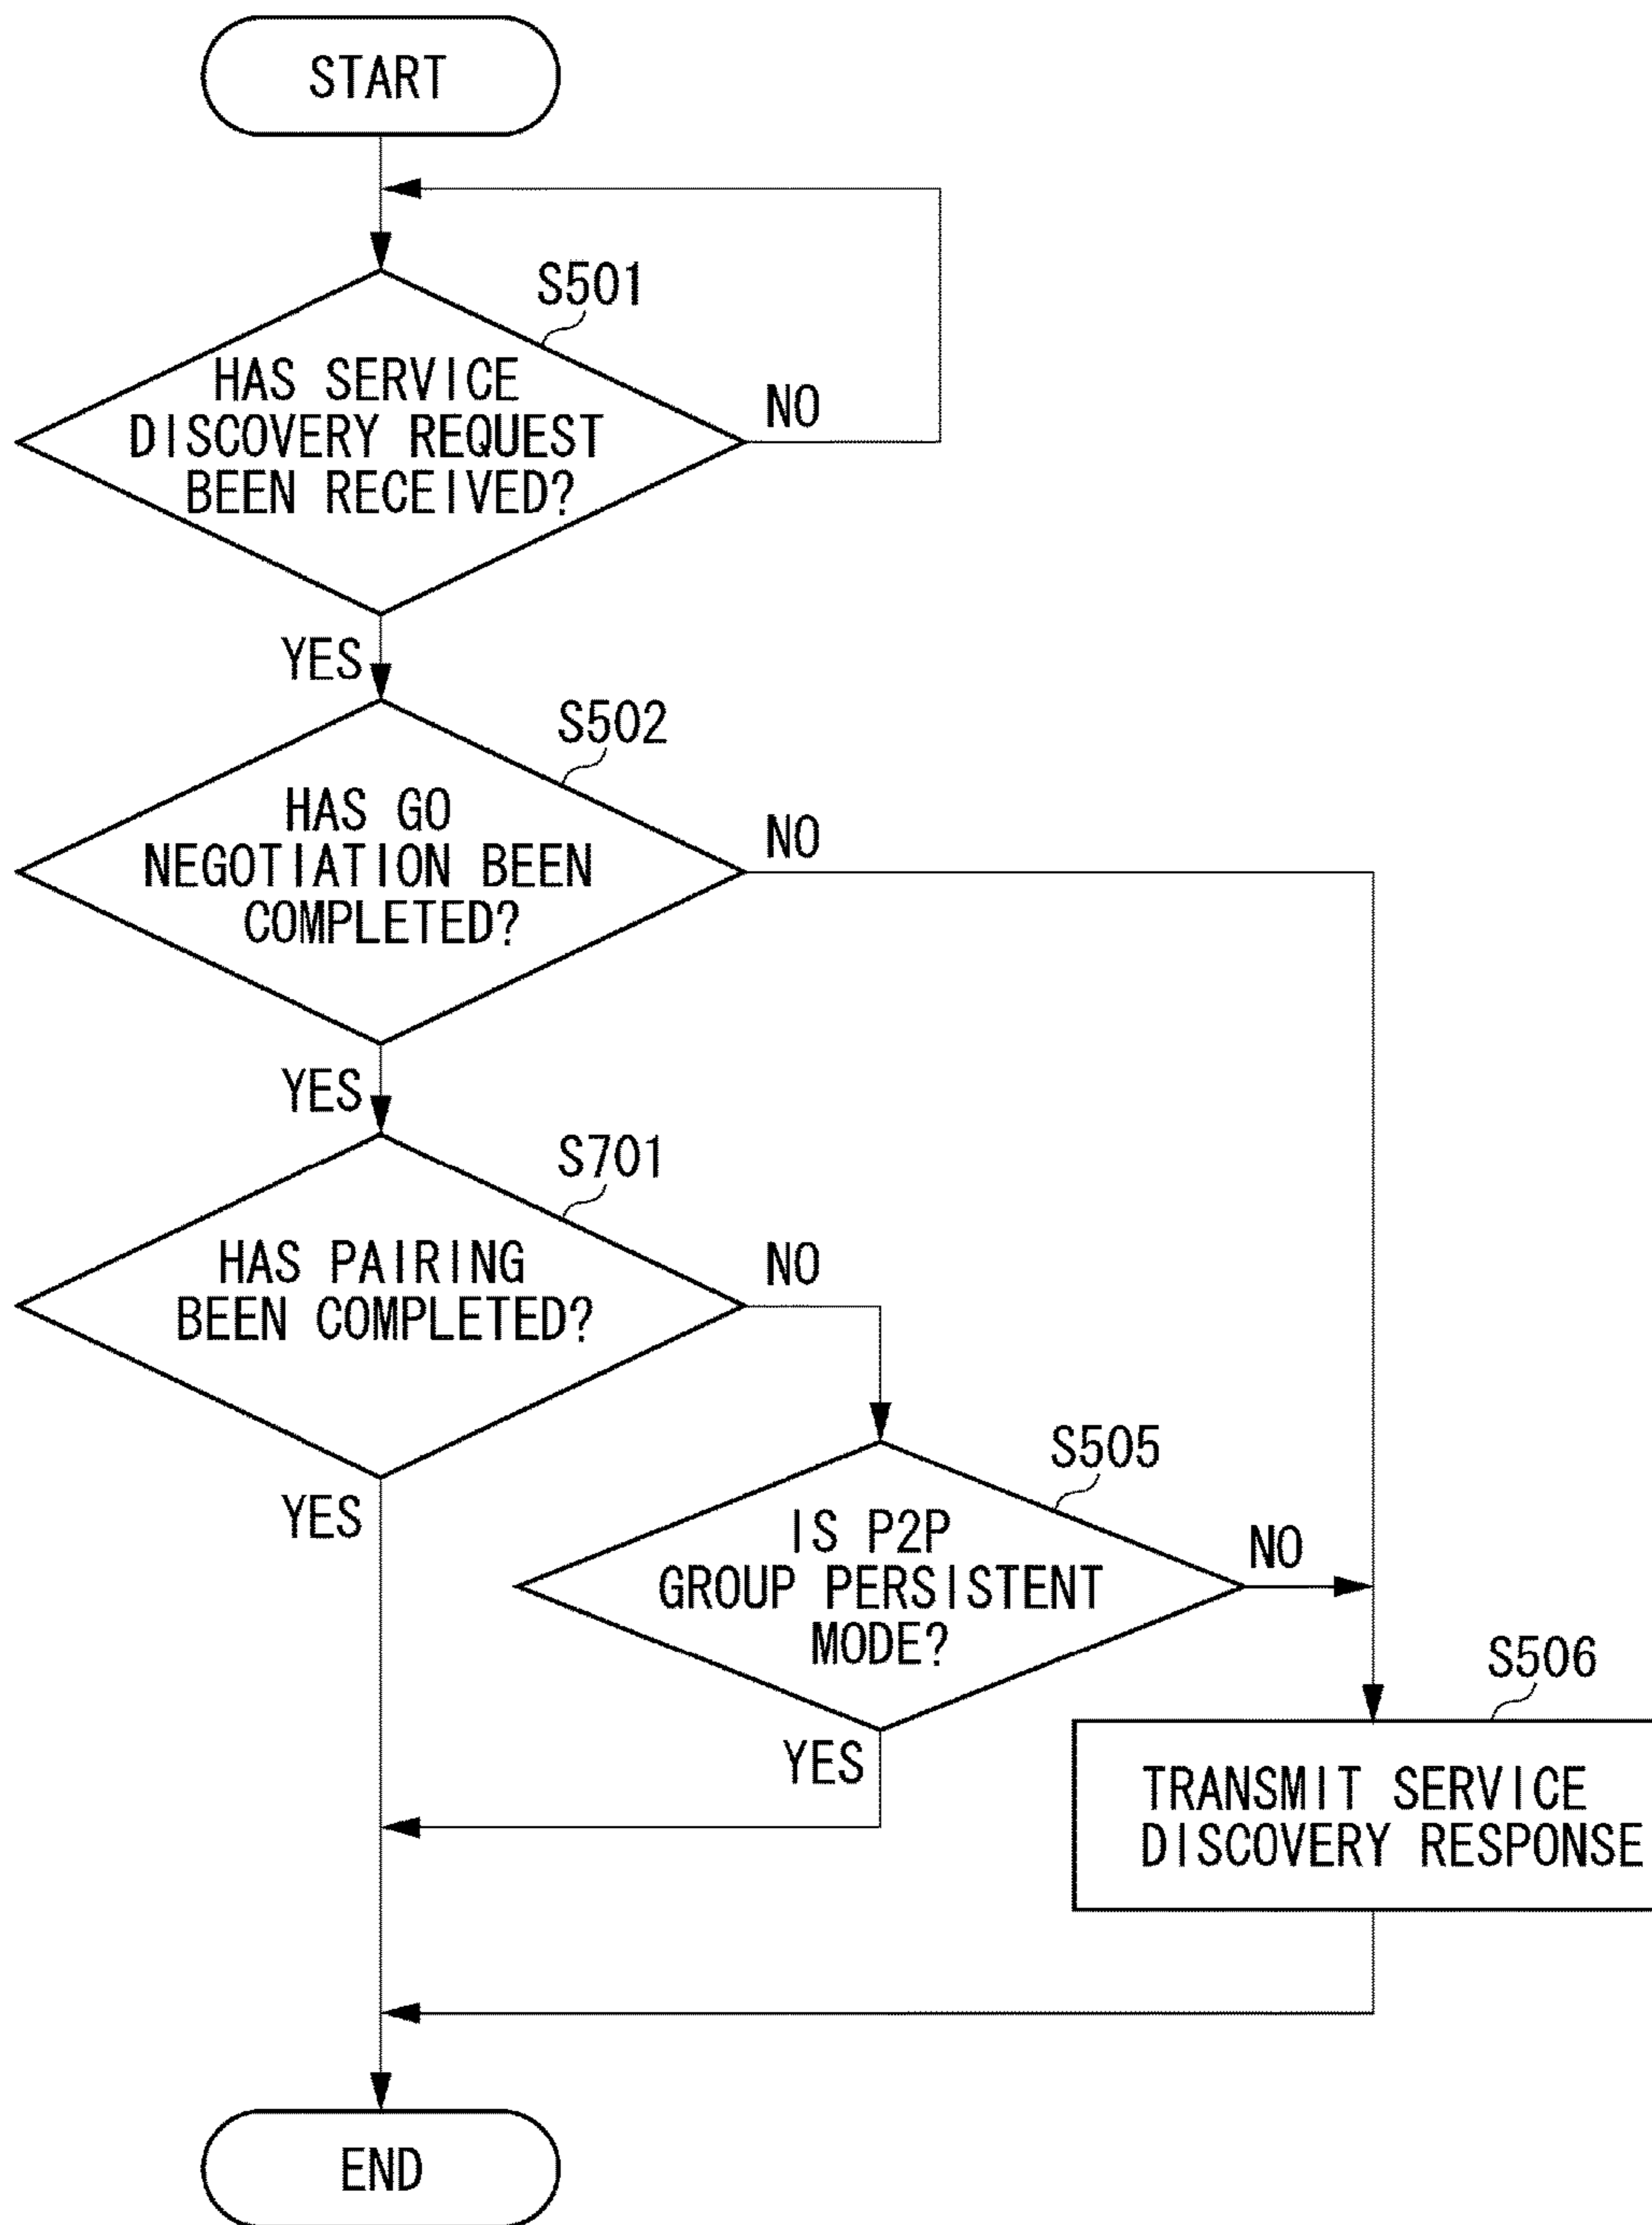 START
S501
HAS SERVICE
DISCOVERY REQUEST
BEEN RECEIVED?
NO
YES
S502
HAS GO
NEGOTIATION BEEN
COMPLETED?
NO
YES
S701
HAS PAIRING
BEEN COMPLETED?
NO
YES
S505
IS P2P
GROUP PERSISTENT
MODE?
NO
YES
S506
TRANSMIT SERVICE
DISCOVERY RESPONSE
END